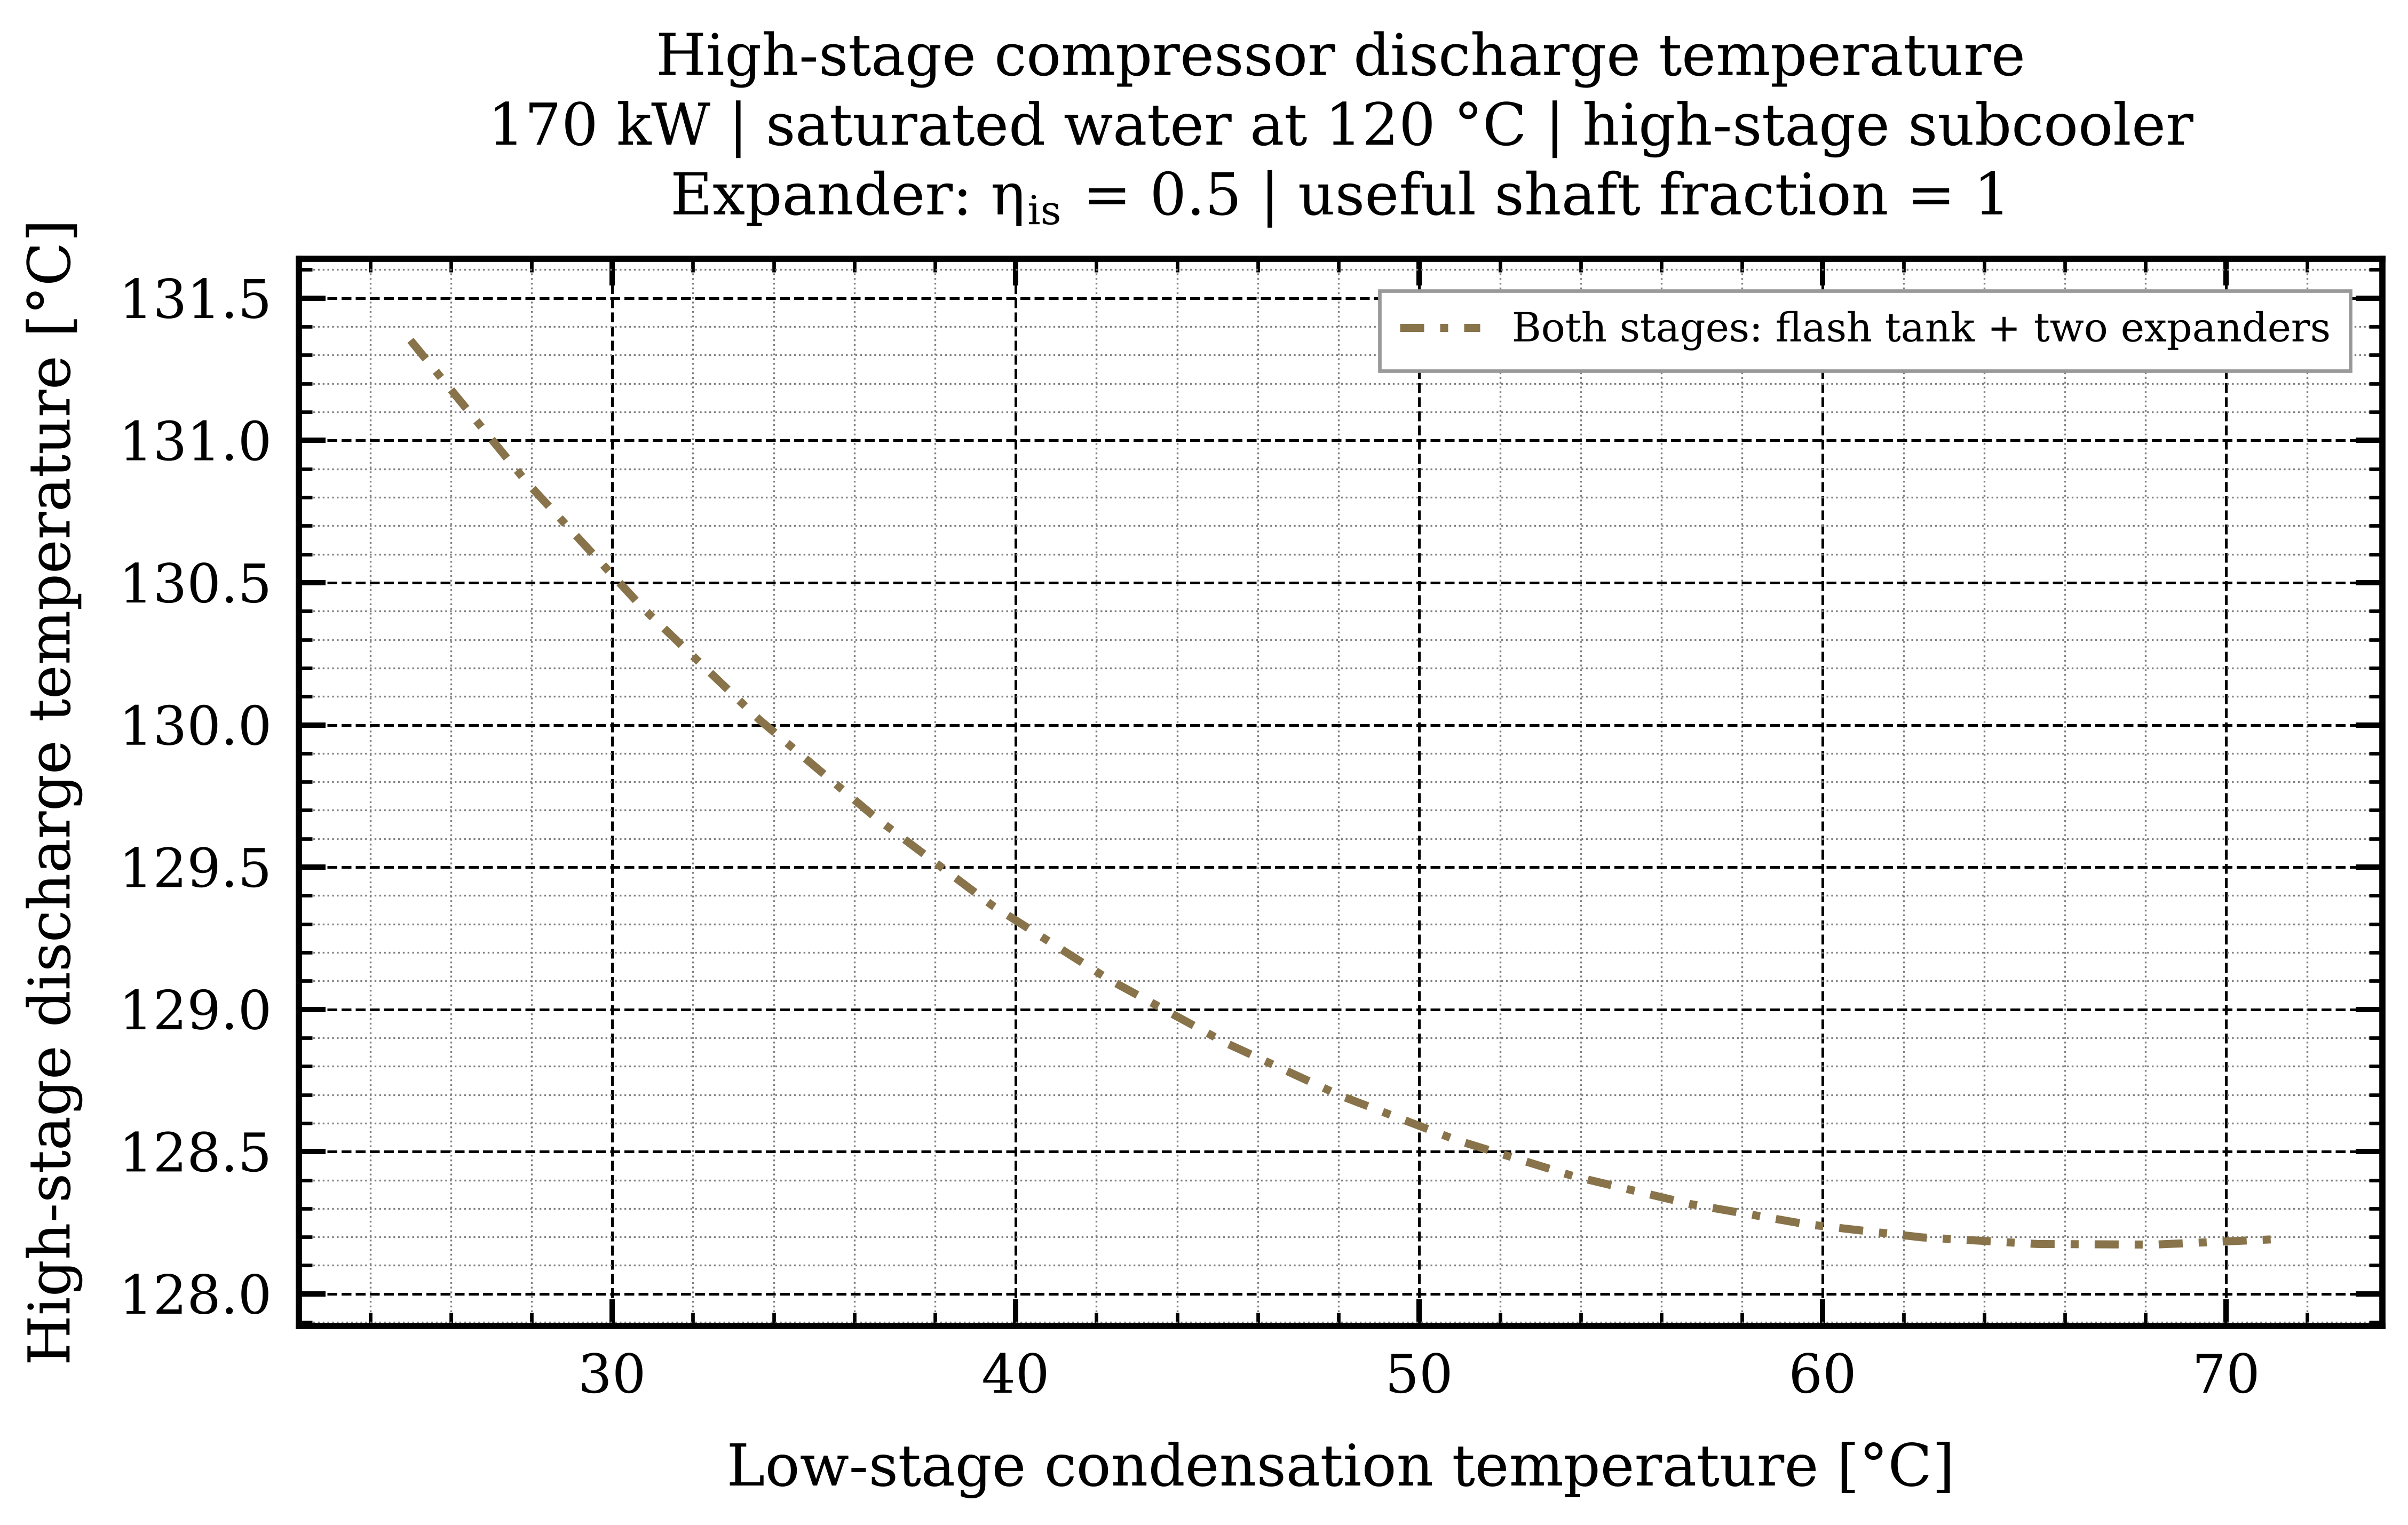 High-stage compressor discharge temperature
170 kW | saturated water at 120 °C | high-stage subcooler
Expander: ηis = 0.5 | useful shaft fraction = 1
High-stage discharge temperature [°C]
131.5
131.0
130.5
130.0
129.5
129.0
128.5
128.0
Both stages: flash tank + two expanders
30 40 50 60 70
Low-stage condensation temperature [°C]